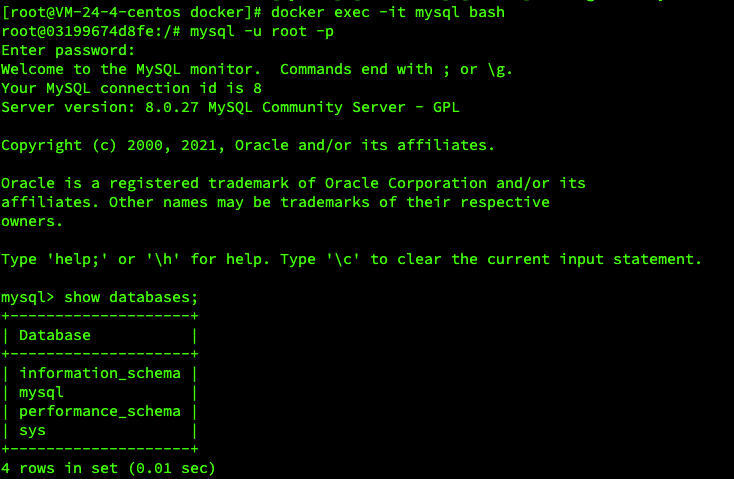 [root@VM-24-4-centos docker]# docker exec -it mysql bash
root@03199674d8fe:/# mysql -u root -p
Enter password:
Welcome to the MySQL monitor.  Commands end with ; or \g.
Your MySQL connection id is 8
Server version: 8.0.27 MySQL Community Server - GPL

Copyright (c) 2000, 2021, Oracle and/or its affiliates.

Oracle is a registered trademark of Oracle Corporation and/or its
affiliates. Other names may be trademarks of their respective
owners.

Type 'help;' or '\h' for help. Type '\c' to clear the current input statement.

mysql> show databases;
+--------------------+
| Database           |
+--------------------+
| information_schema |
| mysql              |
| performance_schema |
| sys                |
+--------------------+
4 rows in set (0.01 sec)